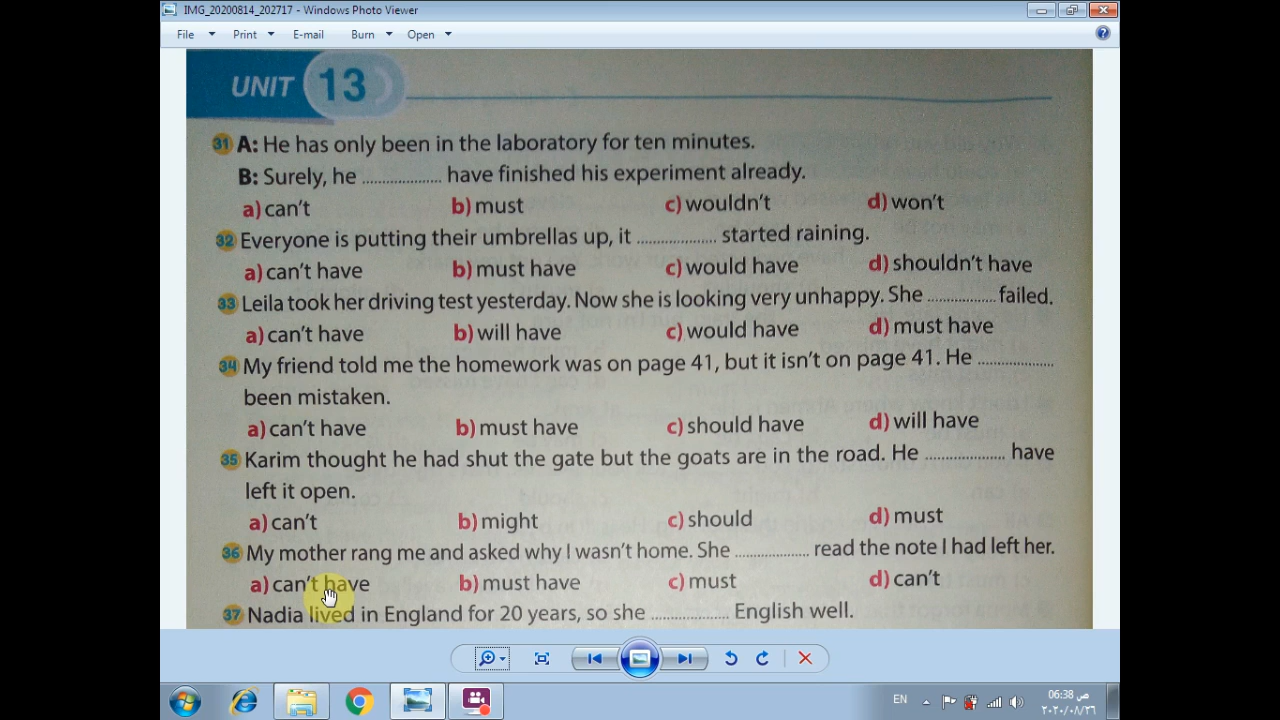 IMG_20200814_202717 - Windows Photo Viewer
File Print E-mail Burn Open
UNIT 13
31 A: He has only been in the laboratory for ten minutes.
B: Surely, he .................... have finished his experiment already.
a) can't b) must c) wouldn't d) won't
32 Everyone is putting their umbrellas up, it .................... started raining.
a) can't have b) must have c) would have d) shouldn't have
33 Leila took her driving test yesterday. Now she is looking very unhappy. She .................. failed.
a) can't have b) will have c) would have d) must have
34 My friend told me the homework was on page 41, but it isn't on page 41. He ....................
been mistaken.
a) can't have b) must have c) should have d) will have
35 Karim thought he had shut the gate but the goats are in the road. He .................... have
left it open.
a) can't b) might c) should d) must
36 My mother rang me and asked why I wasn't home. She .................. read the note I had left her.
a) can't have b) must have c) must d) can't
37 Nadia lived in England for 20 years, so she .................... English well.
EN 06:38 ص
٢٠٢٠/٠٨/٢٦